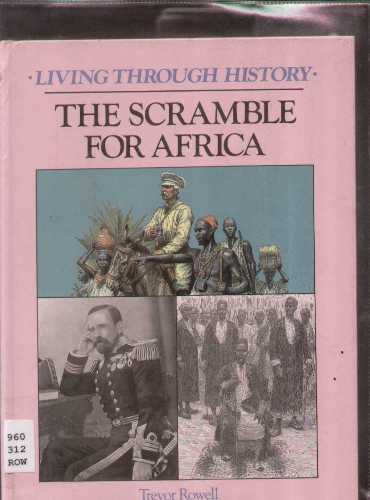 · LIVING THROUGH HISTORY ·
THE SCRAMBLE
FOR AFRICA
960
312
ROW
Trevor Rowell